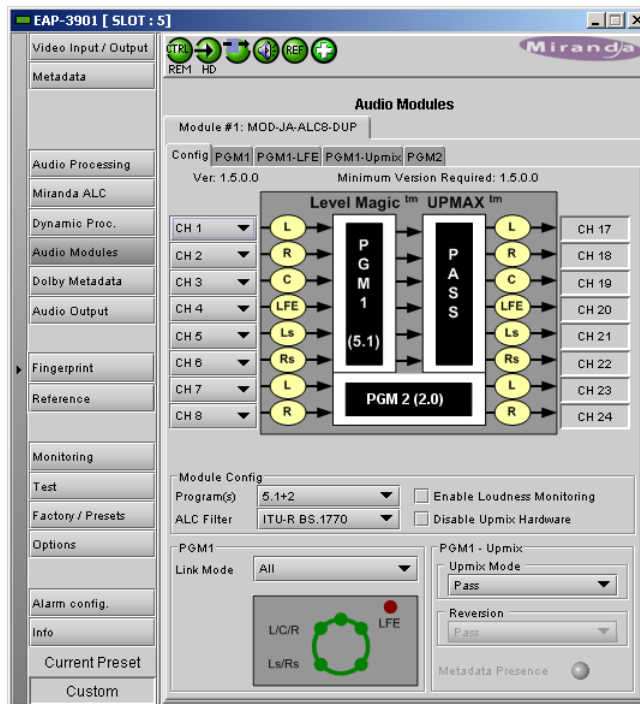 EAP-3901 [ SLOT : 5]
Video Input / Output
Metadata
Audio Processing
Miranda ALC
Dynamic Proc.
Audio Modules
Dolby Metadata
Audio Output
Fingerprint
Reference
Monitoring
Test
Factory / Presets
Options
Alarm config.
Info
Current Preset
Custom
CTRL REF
REM HD
Miranda
Audio Modules
Module #1: MOD-JA-ALC8-DUP
Config PGM1 PGM1-LFE PGM1-Upmix PGM2
Ver: 1.5.0.0 Minimum Version Required: 1.5.0.0
Level Magic tm UPMAX tm
CH 1 L L CH 17
CH 2 R R CH 18
CH 3 C C CH 19
CH 4 LFE LFE CH 20
CH 5 Ls Ls CH 21
CH 6 Rs Rs CH 22
CH 7 L L CH 23
CH 8 R R CH 24
PGM1
(5.1)
PASS
PGM 2 (2.0)
Module Config
Program(s) 5.1+2 Enable Loudness Monitoring
ALC Filter ITU-R BS.1770 Disable Upmix Hardware
PGM1
Link Mode All
L/C/R LFE
Ls/Rs
PGM1 - Upmix
Upmix Mode
Pass
Reversion
Pass
Metadata Presence